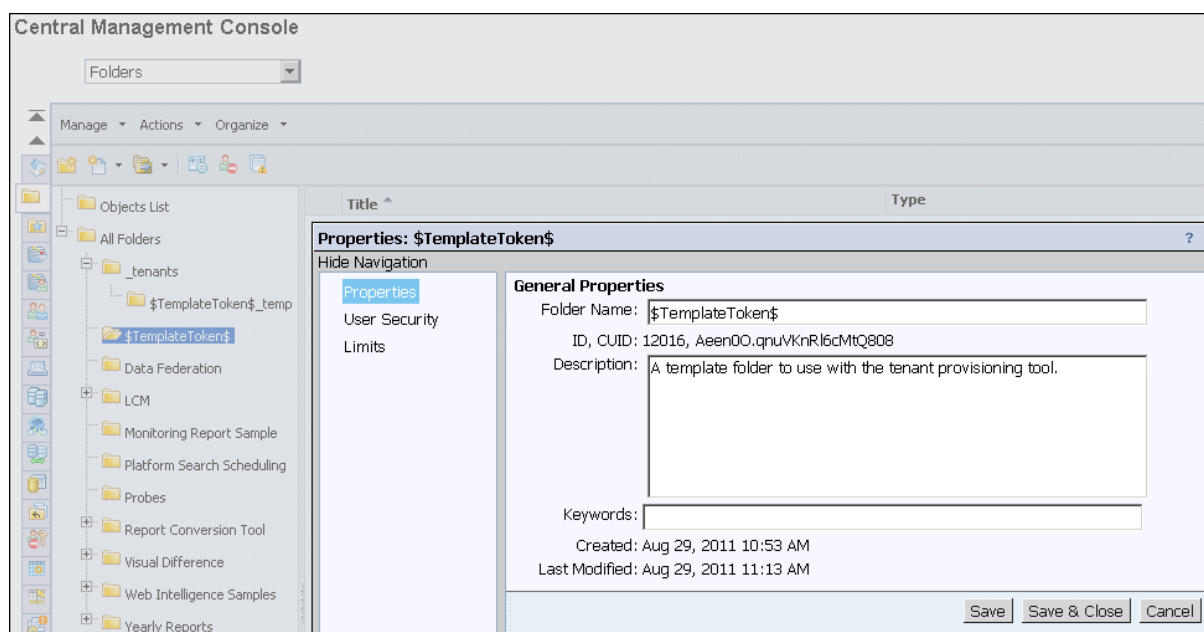 Central Management Console
Folders
Manage Actions Organize
Title Type
Objects List
All Folders
_tenants
$TemplateToken$_temp
$TemplateToken$
Data Federation
LCM
Monitoring Report Sample
Platform Search Scheduling
Probes
Report Conversion Tool
Visual Difference
Web Intelligence Samples
Yearly Reports
Properties: $TemplateToken$ ?
Hide Navigation
Properties
User Security
Limits
General Properties
Folder Name: $TemplateToken$
ID, CUID: 12016, Aeen0O.qnuVKnRl6cMtQ808
Description: A template folder to use with the tenant provisioning tool.
Keywords:
Created: Aug 29, 2011 10:53 AM
Last Modified: Aug 29, 2011 11:13 AM
Save Save & Close Cancel